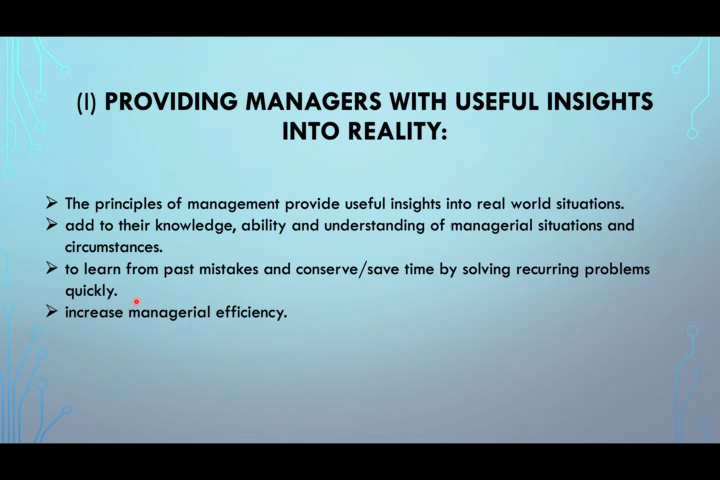 (I) PROVIDING MANAGERS WITH USEFUL INSIGHTS
INTO REALITY:
➢ The principles of management provide useful insights into real world situations.
➢ add to their knowledge, ability and understanding of managerial situations and
circumstances.
➢ to learn from past mistakes and conserve/save time by solving recurring problems
quickly.
➢ increase managerial efficiency.